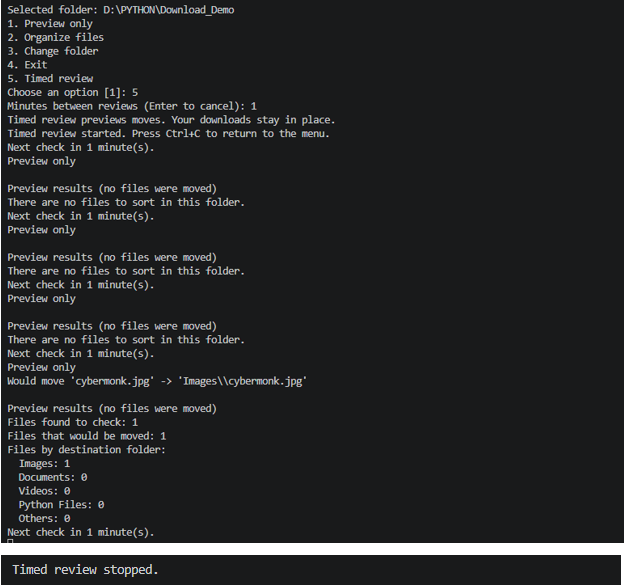 Selected folder: D:\PYTHON\Download_Demo
1. Preview only
2. Organize files
3. Change folder
4. Exit
5. Timed review
Choose an option [1]: 5
Minutes between reviews (Enter to cancel): 1
Timed review previews moves. Your downloads stay in place.
Timed review started. Press Ctrl+C to return to the menu.
Next check in 1 minute(s).
Preview only
Preview results (no files were moved)
There are no files to sort in this folder.
Next check in 1 minute(s).
Preview only
Preview results (no files were moved)
There are no files to sort in this folder.
Next check in 1 minute(s).
Preview only
Preview results (no files were moved)
There are no files to sort in this folder.
Next check in 1 minute(s).
Preview only
Would move 'cybermonk.jpg' -> 'Images\\cybermonk.jpg'
Preview results (no files were moved)
Files found to check: 1
Files that would be moved: 1
Files by destination folder:
Images: 1
Documents: 0
Videos: 0
Python Files: 0
Others: 0
Next check in 1 minute(s).
Timed review stopped.